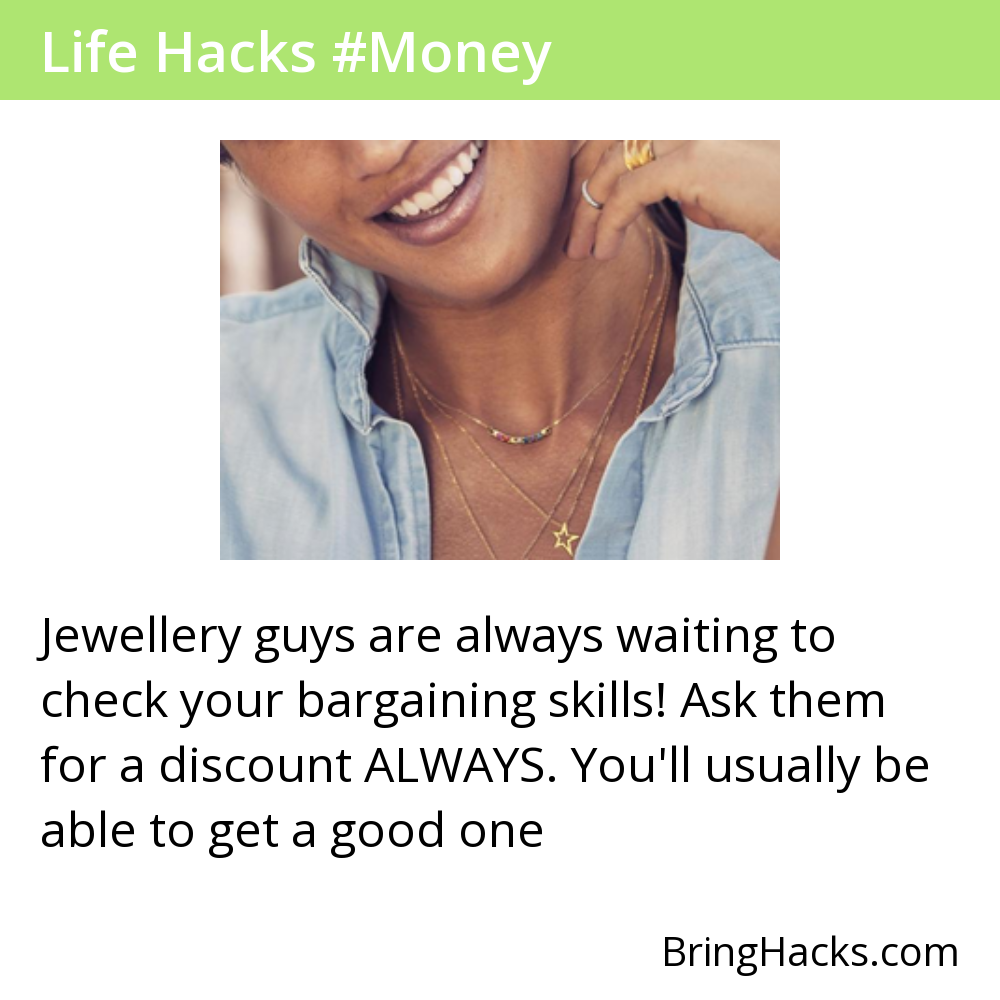 Life Hacks #Money
Jewellery guys are always waiting to
check your bargaining skills! Ask them
for a discount ALWAYS. You'll usually be
able to get a good one
BringHacks.com